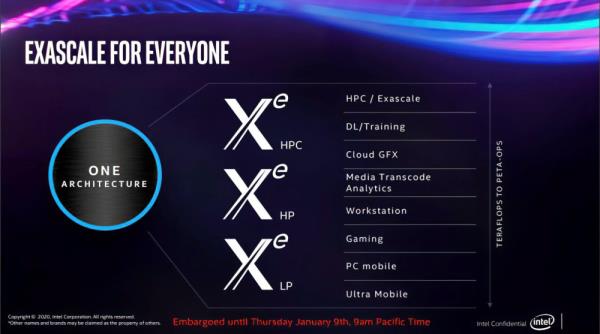 EXASCALE FOR EVERYONE
ONE
ARCHITECTURE
Xe
HPC
Xe
HP
Xe
LP
HPC / Exascale
DL/Training
Cloud GFX
Media Transcode
Analytics
Workstation
Gaming
PC mobile
Ultra Mobile
TERAFLOPS TO PETA-OPS
Copyright © 2020, Intel Corporation. All rights reserved.
*Other names and brands may be claimed as the property of others.
Embargoed until Thursday January 9th, 9am Pacific Time
Intel Confidential
intel